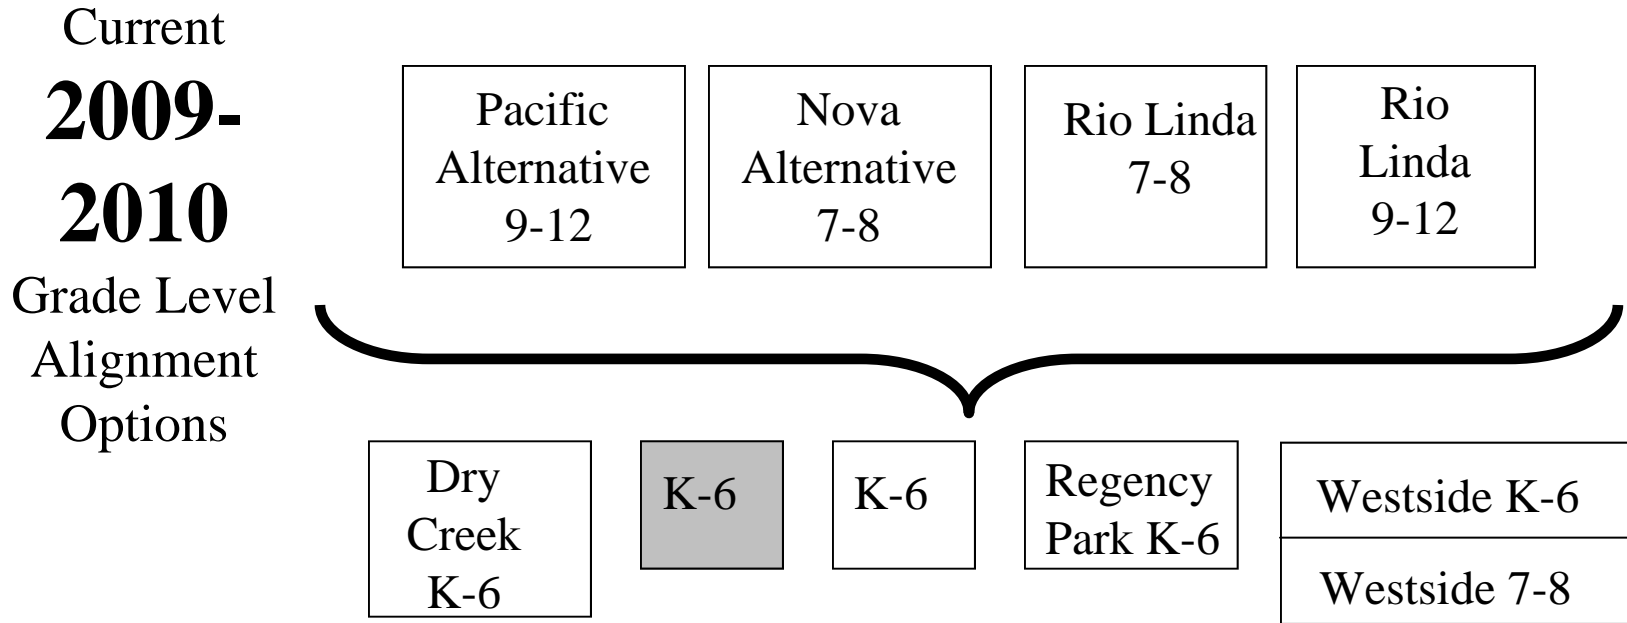 Current
2009-
2010
Grade Level
Alignment
Options
Pacific
Alternative
9-12
Nova
Alternative
7-8
Rio Linda
7-8
Rio
Linda
9-12
Dry
Creek
K-6
K-6
K-6
Regency
Park K-6
Westside K-6
Westside 7-8